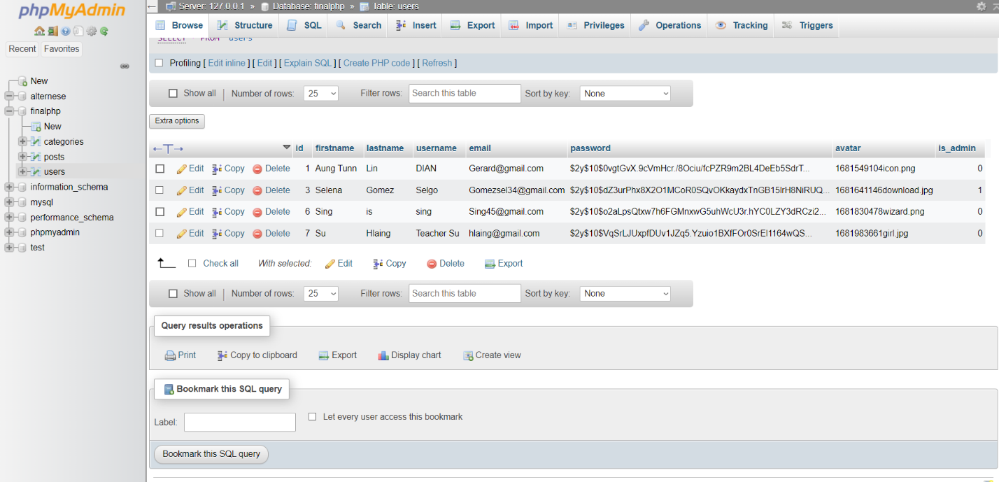 phpMyAdmin
Recent Favorites
New
alternese
finalphp
New
categories
posts
users
information_schema
mysql
performance_schema
phpmyadmin
test
Server: 127.0.0.1 » Database: finalphp » Table: users
Browse Structure SQL Search Insert Export Import Privileges Operations Tracking Triggers
SELECT * FROM `users`
Profiling [ Edit inline ] [ Edit ] [ Explain SQL ] [ Create PHP code ] [ Refresh ]
Show all | Number of rows: 25 Filter rows: Search this table Sort by key: None
Extra options
←T→ id firstname lastname username email password avatar is_admin
Edit Copy Delete 1 Aung Tunn Lin DIAN Gerard@gmail.com $2y$10$0vgtGvX.9cVmHcr./8Ociu/fcPZR9m2BL4DeEb5SdrT... 1681549104icon.png 0
Edit Copy Delete 3 Selena Gomez Selgo Gomezsel34@gmail.com $2y$10$dZ3urPhx8X2O1MCoR0SQvOKkaydxTnGB15lrH8NiRUQ... 1681641146download.jpg 1
Edit Copy Delete 6 Sing is sing Sing45@gmail.com $2y$10$o2aLpsQtxw7h6FGMnxwG5uhWcU3r.hYC0LZY3dRCzi2... 1681830478wizard.png 0
Edit Copy Delete 7 Su Hlaing Teacher Su hlaing@gmail.com $2y$10$VqSrLJUxpfDUv1JZq5.Yzuio1BXfFOr0SrEl1164wQS... 1681983661girl.jpg 0
Check all With selected: Edit Copy Delete Export
Show all | Number of rows: 25 Filter rows: Search this table Sort by key: None
Query results operations
Print Copy to clipboard Export Display chart Create view
Bookmark this SQL query
Label: Let every user access this bookmark
Bookmark this SQL query